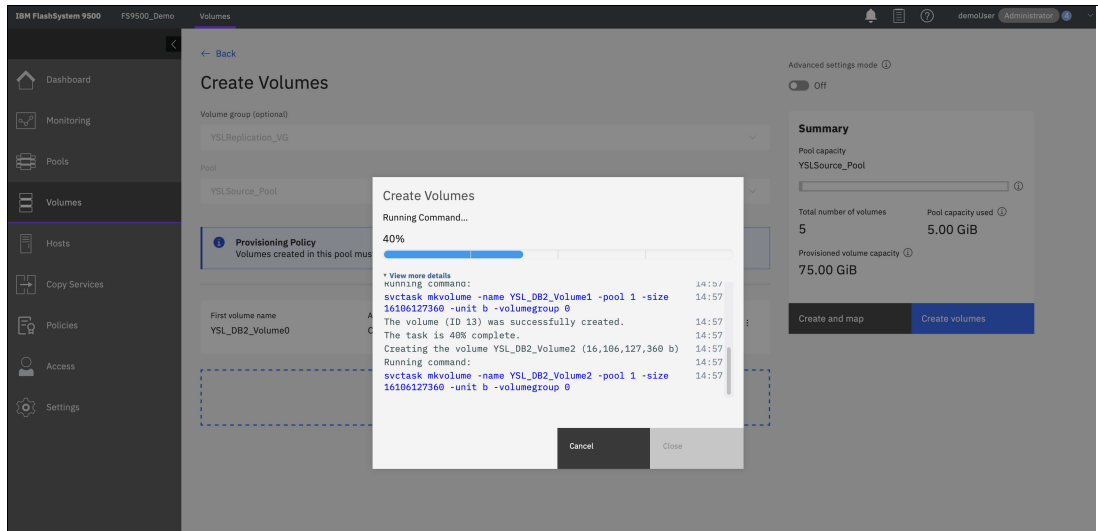 IBM FlashSystem 9500 FS9500_Demo Volumes demoUser Administrator
Back
Advanced settings mode
Dashboard
Create Volumes
Off
Volume group (optional)
Monitoring
YSLReplication_VG
Summary
Pool capacity
Pools
Pool
YSLSource_Pool
YSLSource_Pool
Create Volumes
Volumes
Running Command...
Total number of volumes Pool capacity used
5 5.00 GiB
Hosts
Provisioning Policy
Volumes created in this pool mus
40%
Provisioned volume capacity
75.00 GiB
View more details
Running command: 14:57
Copy Services
svctask mkvolume -name YSL_DB2_Volume1 -pool 1 -size 14:57
16106127360 -unit b -volumegroup 0
First volume name A
Create and map Create volumes
The volume (ID 13) was successfully created. 14:57
Policies
YSL_DB2_Volume0 C
The task is 40% complete. 14:57
Creating the volume YSL_DB2_Volume2 (16,106,127,360 b) 14:57
Running command: 14:57
Access
svctask mkvolume -name YSL_DB2_Volume2 -pool 1 -size 14:57
16106127360 -unit b -volumegroup 0
Settings
Cancel Close